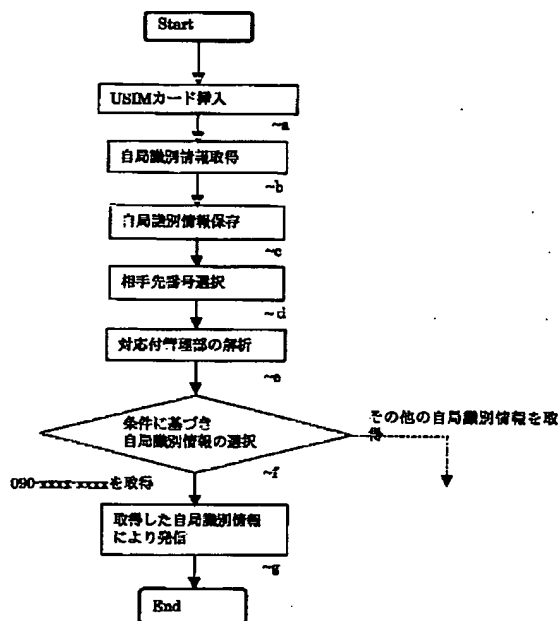 Start
USIMカード挿入
~a
自局識別情報取得
~b
自局識別情報保存
~c
相手先番号選択
~d
対応付管理部の解析
~e
条件に基づき
自局識別情報の選択
その他の自局識別情報を取
得
~f
090-xxxx-xxxxを取得
取得した自局識別情報
により発信
~g
End